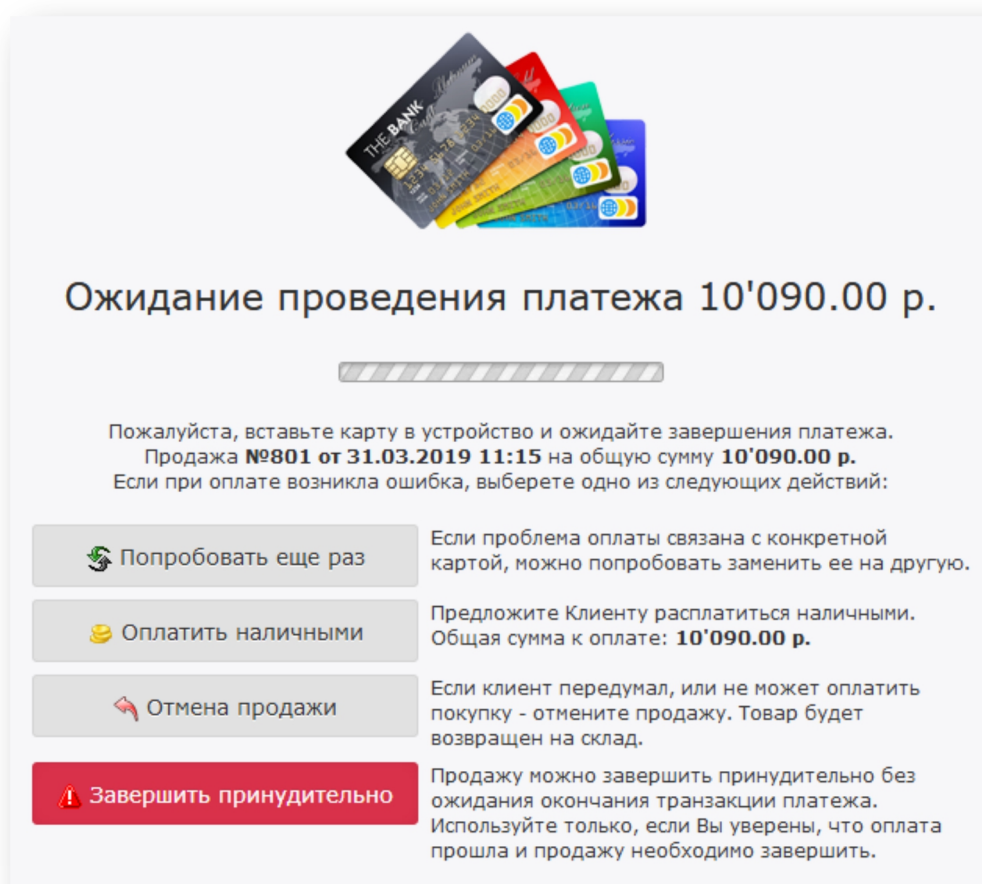 THE BANK
Ожидание проведения платежа 10'090.00 р.
Пожалуйста, вставьте карту в устройство и ожидайте завершения платежа.
Продажа №801 от 31.03.2019 11:15 на общую сумму 10'090.00 р.
Если при оплате возникла ошибка, выберете одно из следующих действий:
Попробовать еще раз
Если проблема оплаты связана с конкретной
картой, можно попробовать заменить ее на другую.
Оплатить наличными
Предложите Клиенту расплатиться наличными.
Общая сумма к оплате: 10'090.00 р.
Отмена продажи
Если клиент передумал, или не может оплатить
покупку - отмените продажу. Товар будет
возвращен на склад.
Завершить принудительно
Продажу можно завершить принудительно без
ожидания окончания транзакции платежа.
Используйте только, если Вы уверены, что оплата
прошла и продажу необходимо завершить.